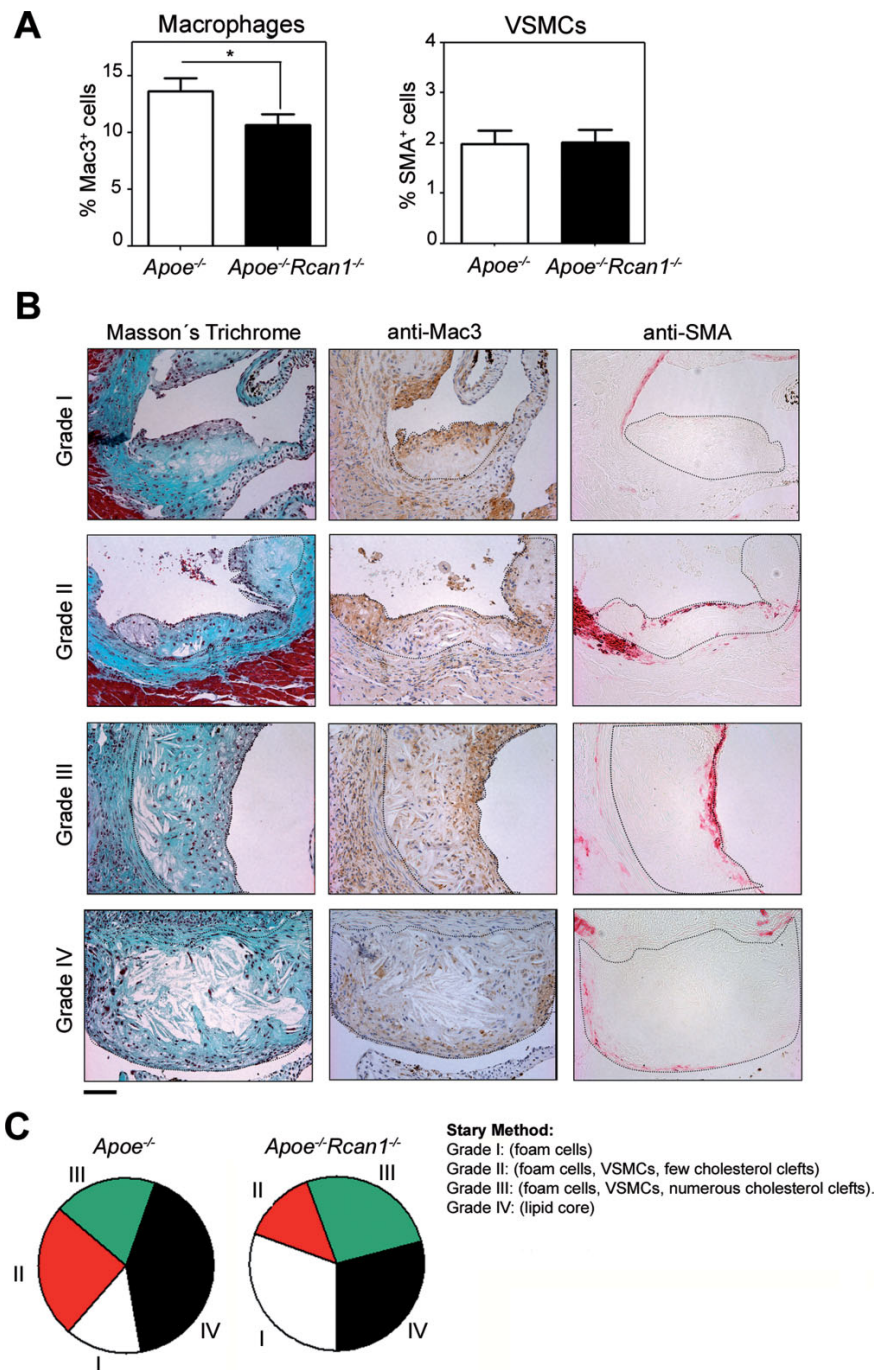 A
Macrophages
VSMCs
*
% Mac3+ cells
15
10
5
0
Apoe-/-
Apoe-/-Rcan1-/-
% SMA+ cells
4
3
2
1
0
Apoe-/-
Apoe-/-Rcan1-/-
B
Masson´s Trichrome
anti-Mac3
anti-SMA
Grade I
Grade II
Grade III
Grade IV
C
Apoe-/-
III
II
I
IV
Apoe-/-Rcan1-/-
II
III
I
IV
Stary Method:
Grade I: (foam cells)
Grade II: (foam cells, VSMCs, few cholesterol clefts)
Grade III: (foam cells, VSMCs, numerous cholesterol clefts).
Grade IV: (lipid core)